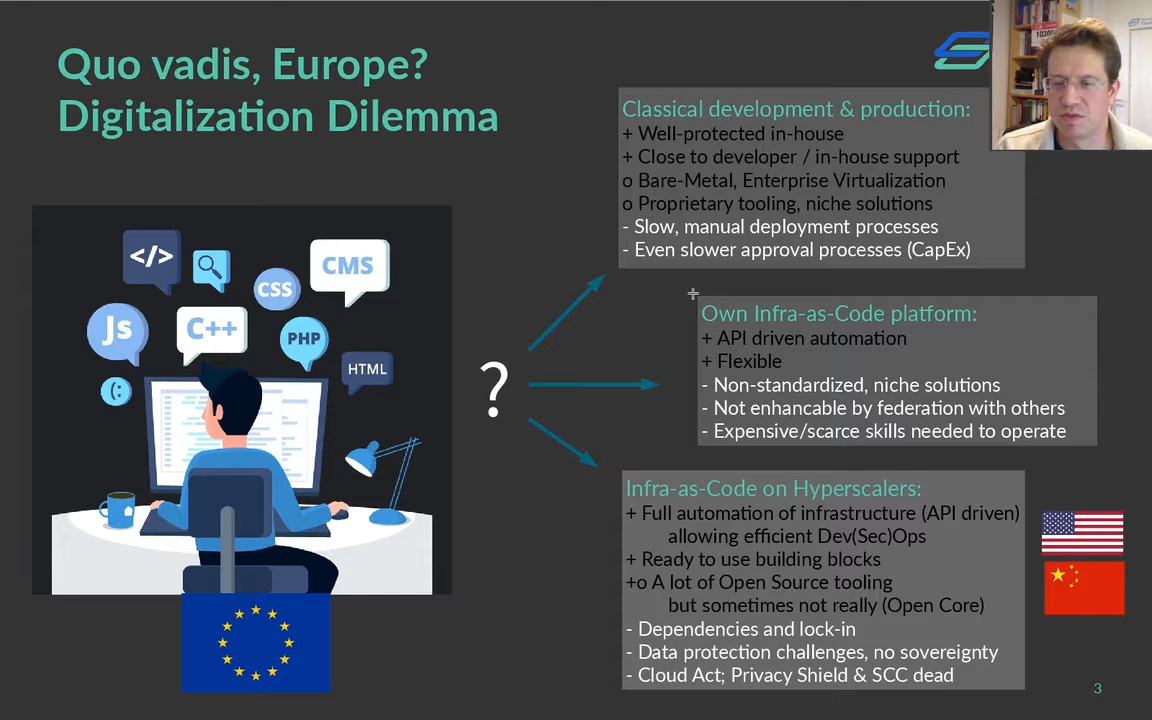 Quo vadis, Europe?
Digitalization Dilemma
Classical development & production:
+ Well-protected in-house
+ Close to developer / in-house support
o Bare-Metal, Enterprise Virtualization
o Proprietary tooling, niche solutions
- Slow, manual deployment processes
- Even slower approval processes (CapEx)
</>
CMS
CSS
Js
C++
PHP
HTML
(:
?
Own Infra-as-Code platform:
+ API driven automation
+ Flexible
- Non-standardized, niche solutions
- Not enhancable by federation with others
- Expensive/scarce skills needed to operate
Infra-as-Code on Hyperscalers:
+ Full automation of infrastructure (API driven)
allowing efficient Dev(Sec)Ops
+ Ready to use building blocks
+o A lot of Open Source tooling
but sometimes not really (Open Core)
- Dependencies and lock-in
- Data protection challenges, no sovereignty
- Cloud Act; Privacy Shield & SCC dead
3